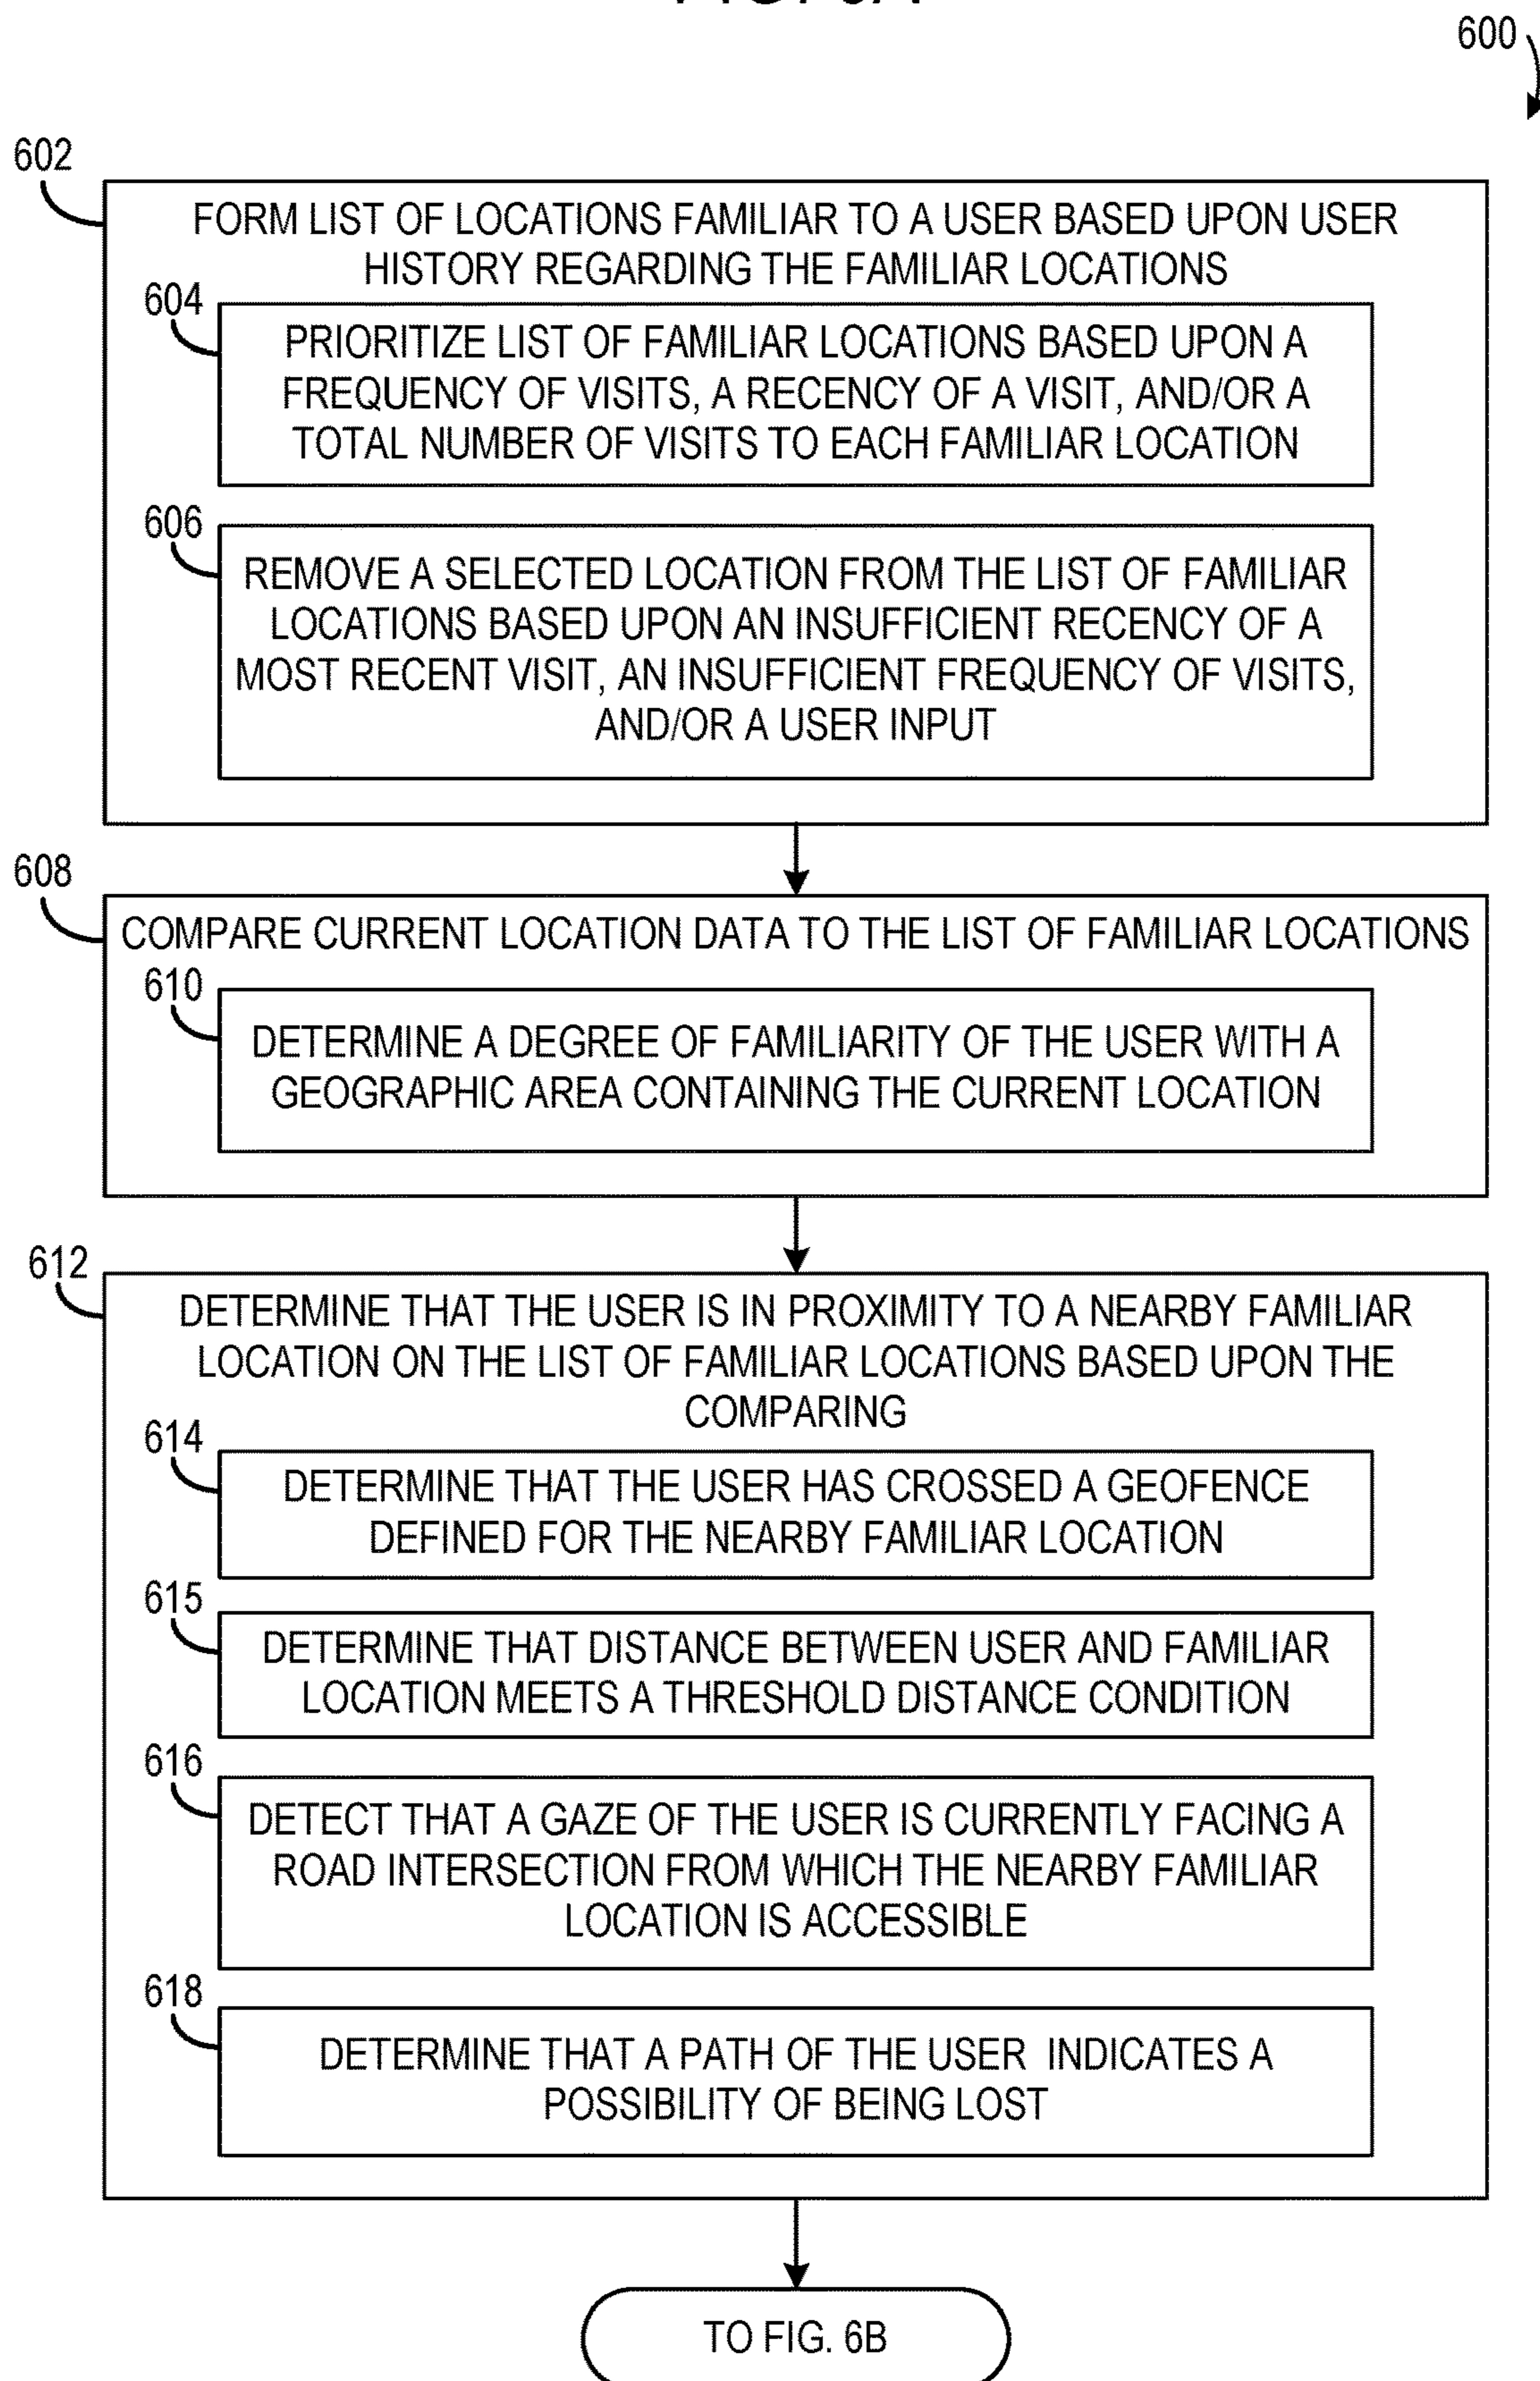 600
602
FORM LIST OF LOCATIONS FAMILIAR TO A USER BASED UPON USER
HISTORY REGARDING THE FAMILIAR LOCATIONS
604
PRIORITIZE LIST OF FAMILIAR LOCATIONS BASED UPON A
FREQUENCY OF VISITS, A RECENCY OF A VISIT, AND/OR A
TOTAL NUMBER OF VISITS TO EACH FAMILIAR LOCATION
606
REMOVE A SELECTED LOCATION FROM THE LIST OF FAMILIAR
LOCATIONS BASED UPON AN INSUFFICIENT RECENCY OF A
MOST RECENT VISIT, AN INSUFFICIENT FREQUENCY OF VISITS,
AND/OR A USER INPUT
608
COMPARE CURRENT LOCATION DATA TO THE LIST OF FAMILIAR LOCATIONS
610
DETERMINE A DEGREE OF FAMILIARITY OF THE USER WITH A
GEOGRAPHIC AREA CONTAINING THE CURRENT LOCATION
612
DETERMINE THAT THE USER IS IN PROXIMITY TO A NEARBY FAMILIAR
LOCATION ON THE LIST OF FAMILIAR LOCATIONS BASED UPON THE
COMPARING
614
DETERMINE THAT THE USER HAS CROSSED A GEOFENCE
DEFINED FOR THE NEARBY FAMILIAR LOCATION
615
DETERMINE THAT DISTANCE BETWEEN USER AND FAMILIAR
LOCATION MEETS A THRESHOLD DISTANCE CONDITION
616
DETECT THAT A GAZE OF THE USER IS CURRENTLY FACING A
ROAD INTERSECTION FROM WHICH THE NEARBY FAMILIAR
LOCATION IS ACCESSIBLE
618
DETERMINE THAT A PATH OF THE USER INDICATES A
POSSIBILITY OF BEING LOST
TO FIG. 6B